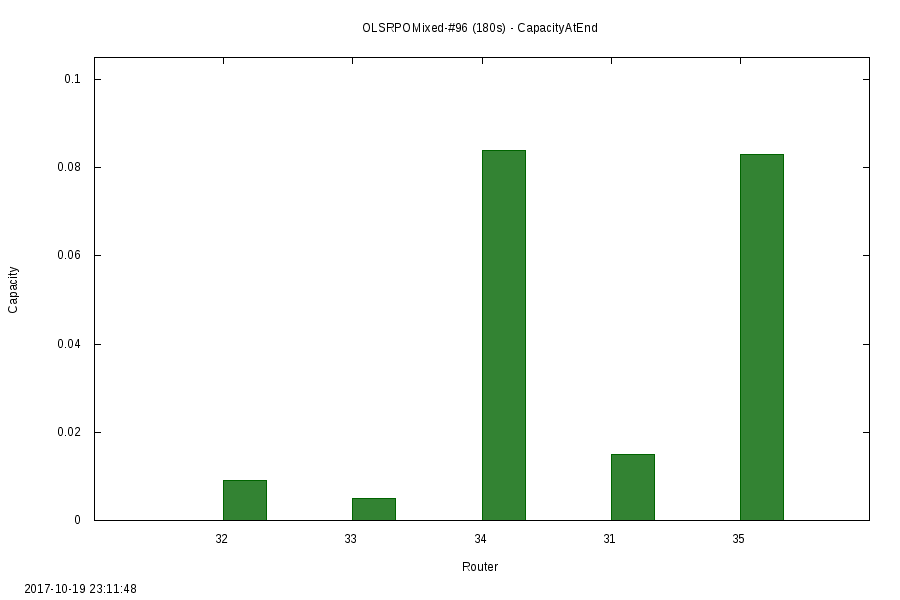 OLSRPOMixed-#96 (180s) - CapacityAtEnd
0.1
0.08
0.06
0.04
0.02
0
Capacity
32 33 34 31 35
Router
2017-10-19 23:11:48